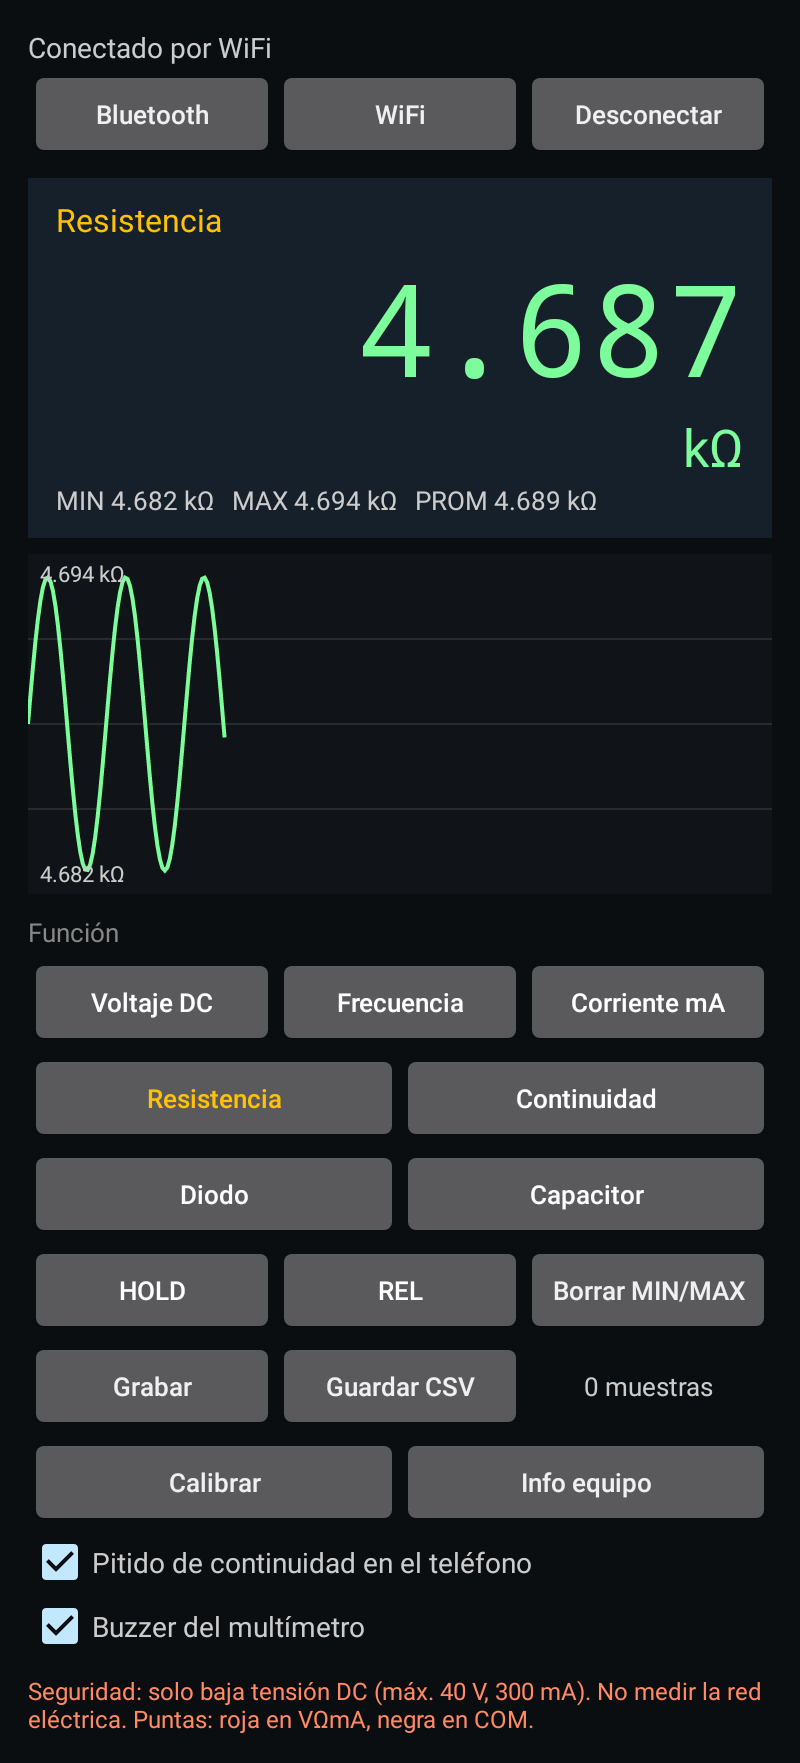 Conectado por WiFi
Bluetooth
WiFi
Desconectar
Resistencia
4.687
kΩ
MIN 4.682 kΩ MAX 4.694 kΩ PROM 4.689 kΩ
4.694 kΩ
4.682 kΩ
Función
Voltaje DC
Frecuencia
Corriente mA
Resistencia
Continuidad
Diodo
Capacitor
HOLD
REL
Borrar MIN/MAX
Grabar
Guardar CSV
0 muestras
Calibrar
Info equipo
Pitido de continuidad en el teléfono
Buzzer del multímetro
Seguridad: solo baja tensión DC (máx. 40 V, 300 mA). No medir la red
eléctrica. Puntas: roja en VΩmA, negra en COM.